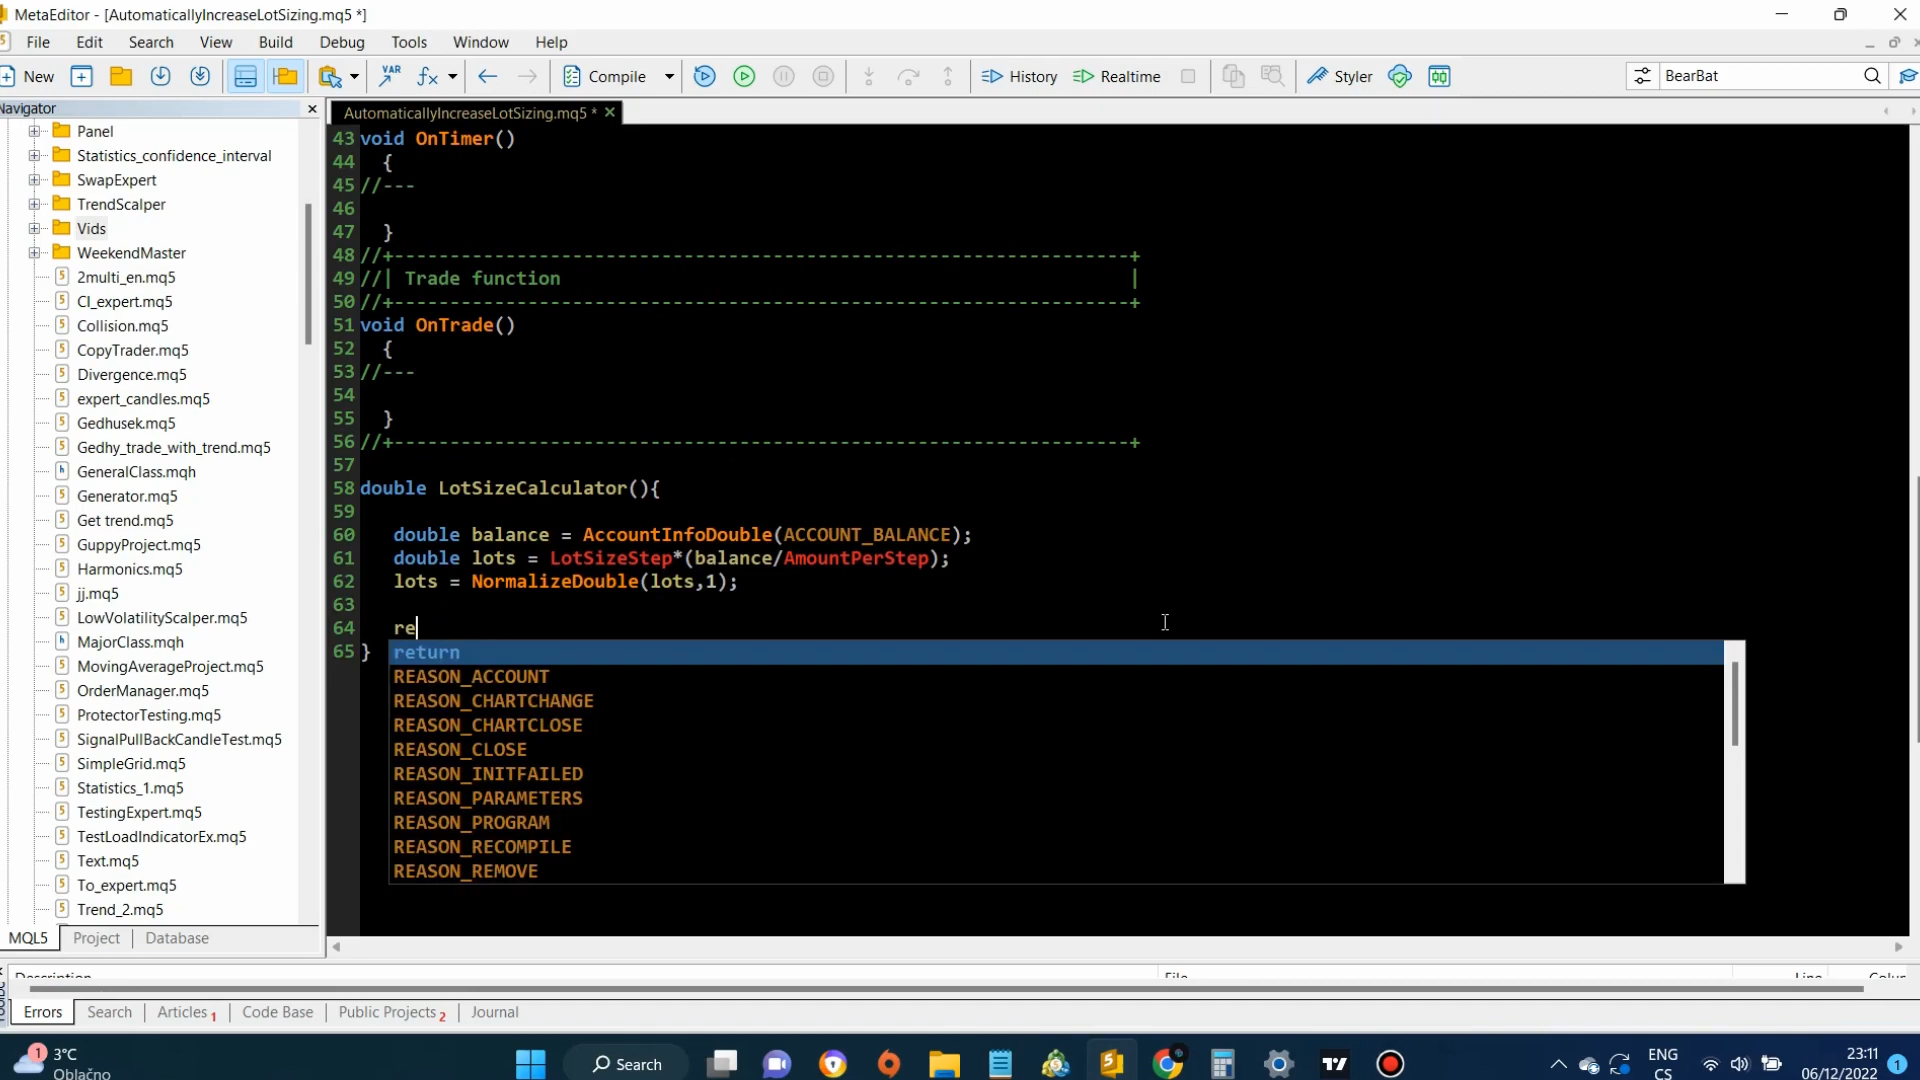 MetaEditor - [AutomaticallyIncreaseLotSizing.mq5 *]
File Edit Search View Build Debug Tools Window Help
New VAR fx Compile History Realtime Styler BearBat
Navigator
Panel
Statistics_confidence_interval
SwapExpert
TrendScalper
Vids
WeekendMaster
2multi_en.mq5
CI_expert.mq5
Collision.mq5
CopyTrader.mq5
Divergence.mq5
expert_candles.mq5
Gedhusek.mq5
Gedhy_trade_with_trend.mq5
GeneralClass.mqh
Generator.mq5
Get trend.mq5
GuppyProject.mq5
Harmonics.mq5
jj.mq5
LowVolatilityScalper.mq5
MajorClass.mqh
MovingAverageProject.mq5
OrderManager.mq5
ProtectorTesting.mq5
SignalPullBackCandleTest.mq5
SimpleGrid.mq5
Statistics_1.mq5
TestingExpert.mq5
TestLoadIndicatorEx.mq5
Text.mq5
To_expert.mq5
Trend_2.mq5
MQL5 Project Database
AutomaticallyIncreaseLotSizing.mq5 *
43 void OnTimer()
44 {
45 //---
46
47 }
48 //+------------------------------------------------------------------+
49 //| Trade function |
50 //+------------------------------------------------------------------+
51 void OnTrade()
52 {
53 //---
54
55 }
56 //+------------------------------------------------------------------+
57
58 double LotSizeCalculator(){
59
60 double balance = AccountInfoDouble(ACCOUNT_BALANCE);
61 double lots = LotSizeStep*(balance/AmountPerStep);
62 lots = NormalizeDouble(lots,1);
63
64 re
65 }
return
REASON_ACCOUNT
REASON_CHARTCHANGE
REASON_CHARTCLOSE
REASON_CLOSE
REASON_INITFAILED
REASON_PARAMETERS
REASON_PROGRAM
REASON_RECOMPILE
REASON_REMOVE
Description File Line
Errors Search Articles 1 Code Base Public Projects 2 Journal
1 3°C
Oblačno
Search
ENG
CS
23:11
06/12/2022
1